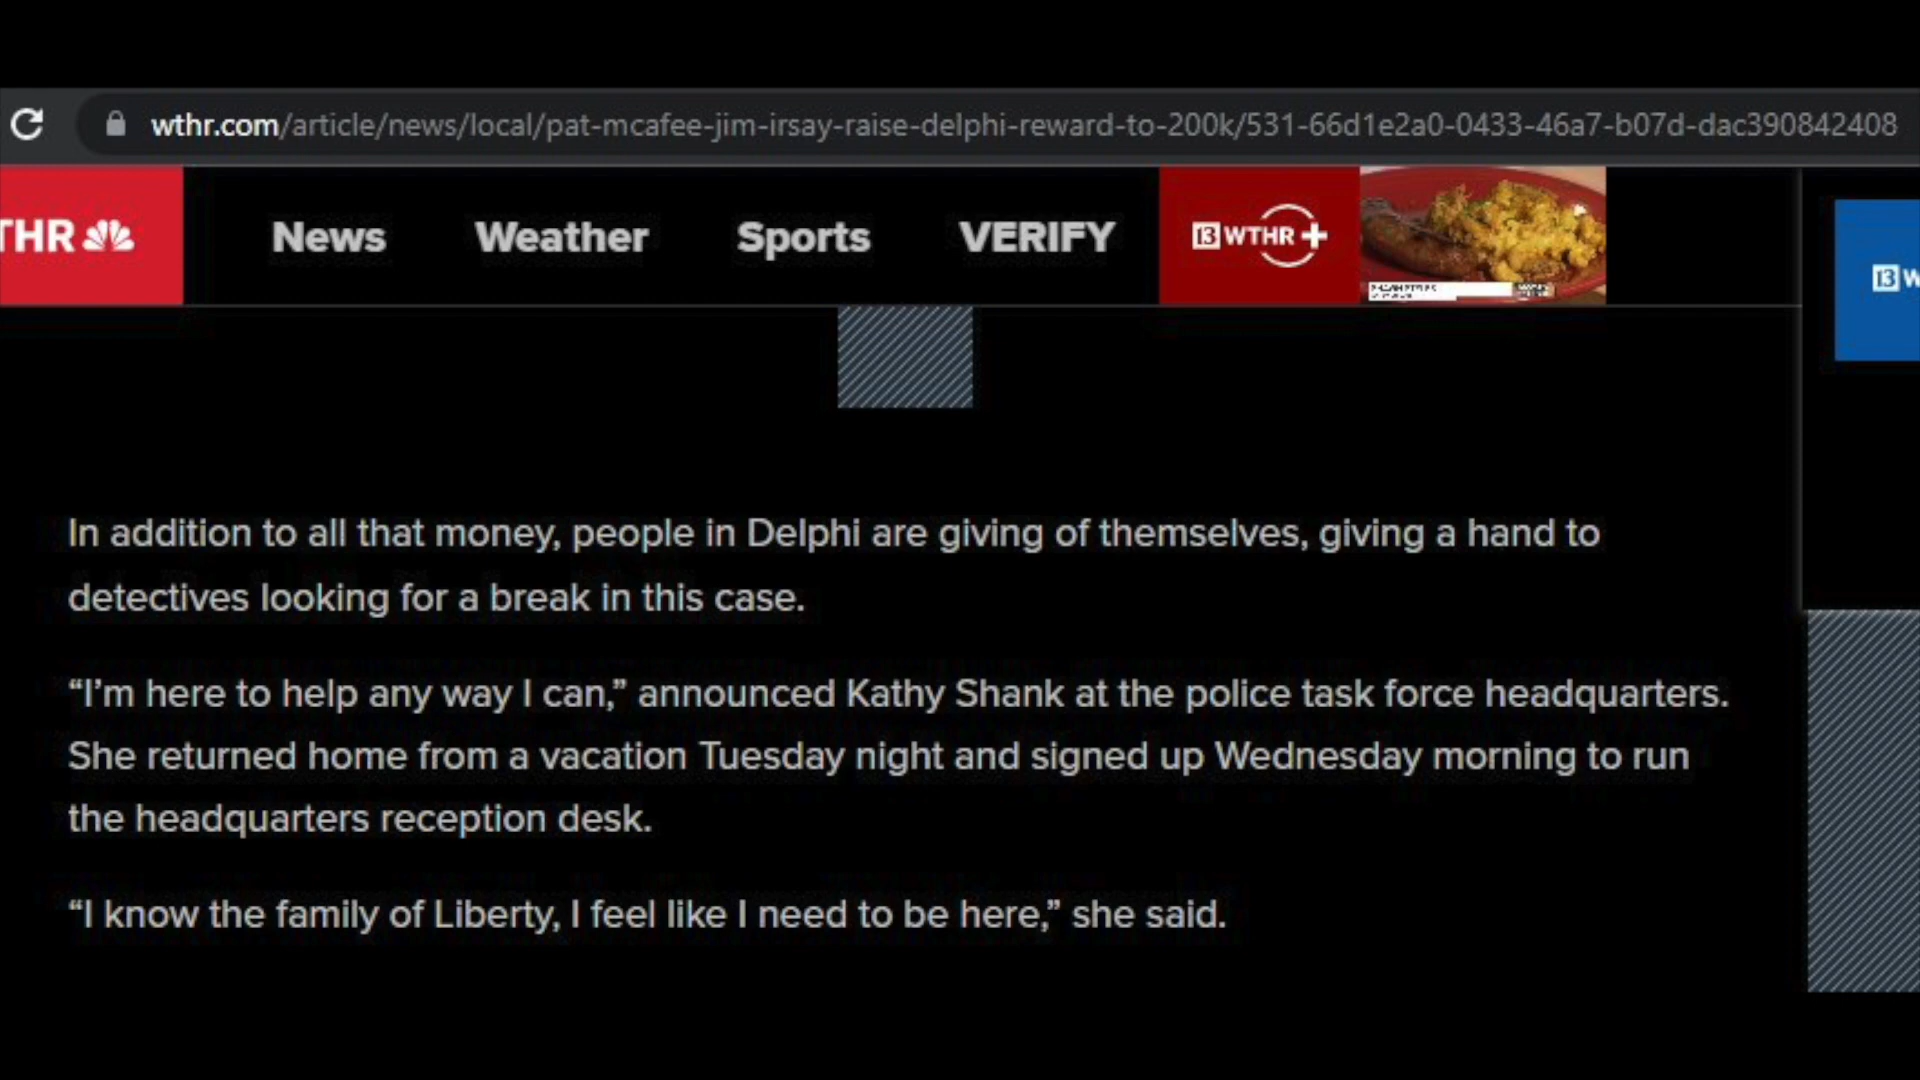 wthr.com/article/news/local/pat-mcafee-jim-irsay-raise-delphi-reward-to-200k/531-66d1e2a0-0433-46a7-b07d-dac390842408
THR
News
Weather
Sports
VERIFY
13 WTHR+
13 W
In addition to all that money, people in Delphi are giving of themselves, giving a hand to
detectives looking for a break in this case.
“I’m here to help any way I can,” announced Kathy Shank at the police task force headquarters.
She returned home from a vacation Tuesday night and signed up Wednesday morning to run
the headquarters reception desk.
“I know the family of Liberty, I feel like I need to be here,” she said.